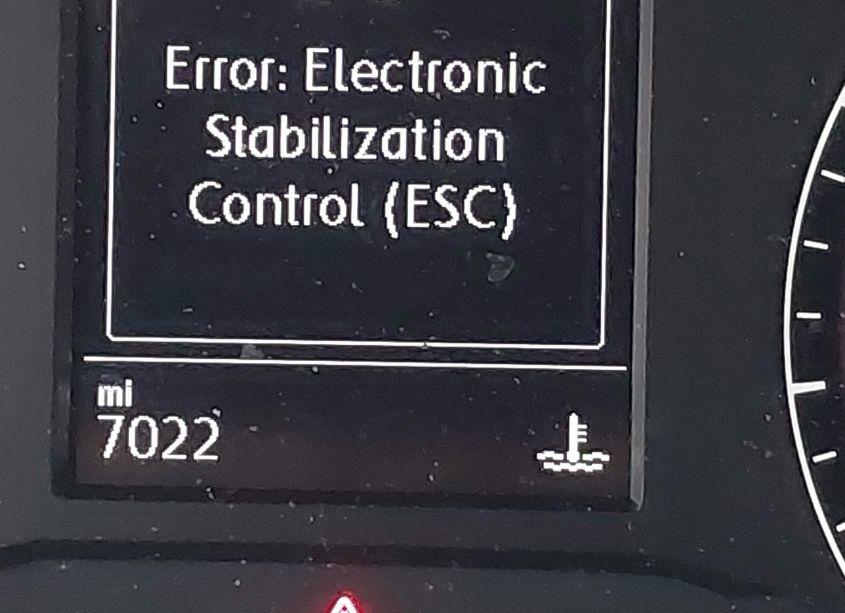 Error: Electronic
Stabilization
Control (ESC)
mi
7022